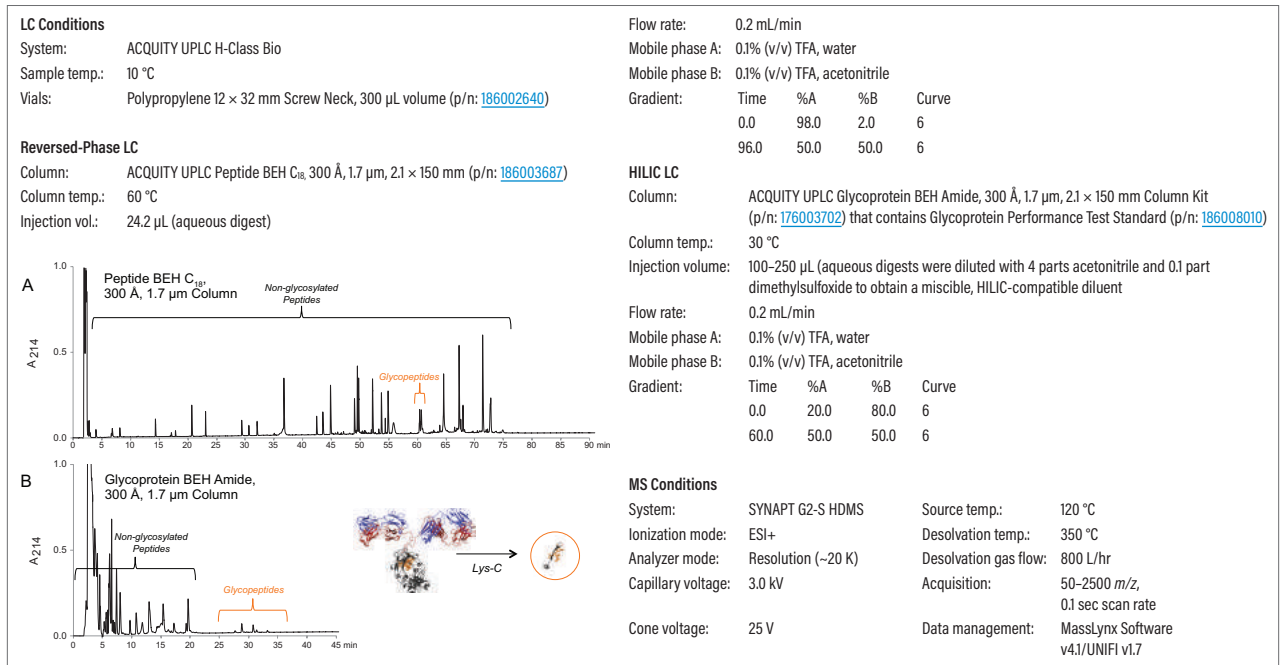 LC Conditions
System: ACQUITY UPLC H-Class Bio
Sample temp.: 10 °C
Vials: Polypropylene 12 × 32 mm Screw Neck, 300 µL volume (p/n: 186002640)
Reversed-Phase LC
Column: ACQUITY UPLC Peptide BEH C18, 300 Å, 1.7 µm, 2.1 × 150 mm (p/n: 186003687)
Column temp.: 60 °C
Injection vol.: 24.2 µL (aqueous digest)
Flow rate: 0.2 mL/min
Mobile phase A: 0.1% (v/v) TFA, water
Mobile phase B: 0.1% (v/v) TFA, acetonitrile
Gradient: Time %A %B Curve
0.0 98.0 2.0 6
96.0 50.0 50.0 6
HILIC LC
Column: ACQUITY UPLC Glycoprotein BEH Amide, 300 Å, 1.7 µm, 2.1 × 150 mm Column Kit
(p/n: 176003702) that contains Glycoprotein Performance Test Standard (p/n: 186008010)
Column temp.: 30 °C
Injection volume: 100–250 µL (aqueous digests were diluted with 4 parts acetonitrile and 0.1 part
dimethylsulfoxide to obtain a miscible, HILIC-compatible diluent
Flow rate: 0.2 mL/min
Mobile phase A: 0.1% (v/v) TFA, water
Mobile phase B: 0.1% (v/v) TFA, acetonitrile
Gradient: Time %A %B Curve
0.0 20.0 80.0 6
60.0 50.0 50.0 6
MS Conditions
System: SYNAPT G2-S HDMS Source temp.: 120 °C
Ionization mode: ESI+ Desolvation temp.: 350 °C
Analyzer mode: Resolution (~20 K) Desolvation gas flow: 800 L/hr
Capillary voltage: 3.0 kV Acquisition: 50–2500 m/z,
0.1 sec scan rate
Cone voltage: 25 V Data management: MassLynx Software
v4.1/UNIFI v1.7
A
1.0
Peptide BEH C18,
300 Å, 1.7 µm Column
Non-glycosylated
Peptides
0.5
A214
Glycopeptides
0.0
0 5 10 15 20 25 30 35 40 45 50 55 60 65 70 75 80 85 90 min
B
1.0
Glycoprotein BEH Amide,
300 Å, 1.7 µm Column
Non-glycosylated
Peptides
0.5
A214
Glycopeptides
Lys-C
0.0
0 5 10 15 20 25 30 35 40 45 min